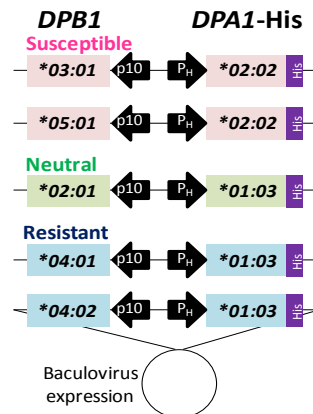 DPB1 DPA1-His
Susceptible
*03:01 p10 PH *02:02 His
*05:01 p10 PH *02:02 His
Neutral
*02:01 p10 PH *01:03 His
Resistant
*04:01 p10 PH *01:03 His
*04:02 p10 PH *01:03 His
Baculovirus
expression